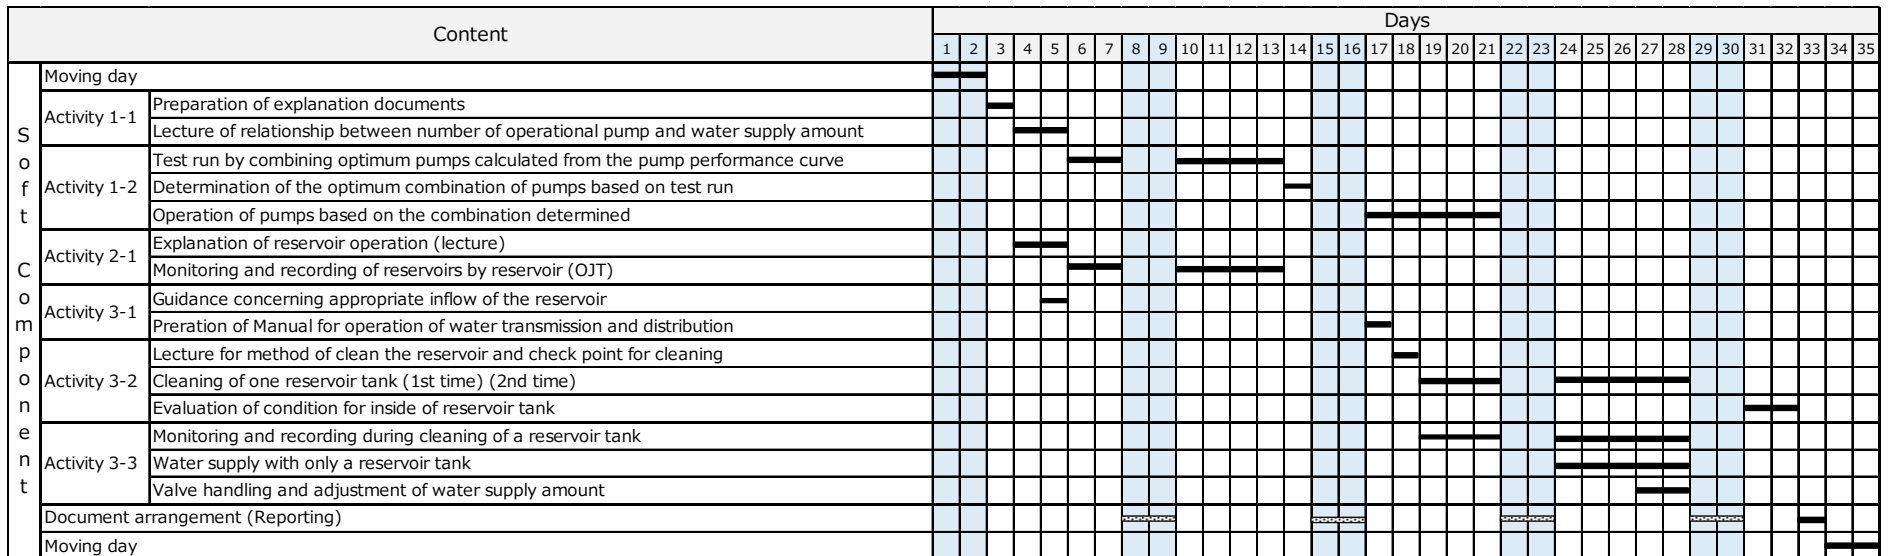 Content
Days
1 2 3 4 5 6 7 8 9 10 11 12 13 14 15 16 17 18 19 20 21 22 23 24 25 26 27 28 29 30 31 32 33 34 35
Soft Component
Moving day
Activity 1-1
Preparation of explanation documents
Lecture of relationship between number of operational pump and water supply amount
Activity 1-2
Test run by combining optimum pumps calculated from the pump performance curve
Determination of the optimum combination of pumps based on test run
Operation of pumps based on the combination determined
Activity 2-1
Explanation of reservoir operation (lecture)
Monitoring and recording of reservoirs by reservoir (OJT)
Activity 3-1
Guidance concerning appropriate inflow of the reservoir
Preration of Manual for operation of water transmission and distribution
Activity 3-2
Lecture for method of clean the reservoir and check point for cleaning
Cleaning of one reservoir tank (1st time) (2nd time)
Evaluation of condition for inside of reservoir tank
Activity 3-3
Monitoring and recording during cleaning of a reservoir tank
Water supply with only a reservoir tank
Valve handling and adjustment of water supply amount
Document arrangement (Reporting)
Moving day